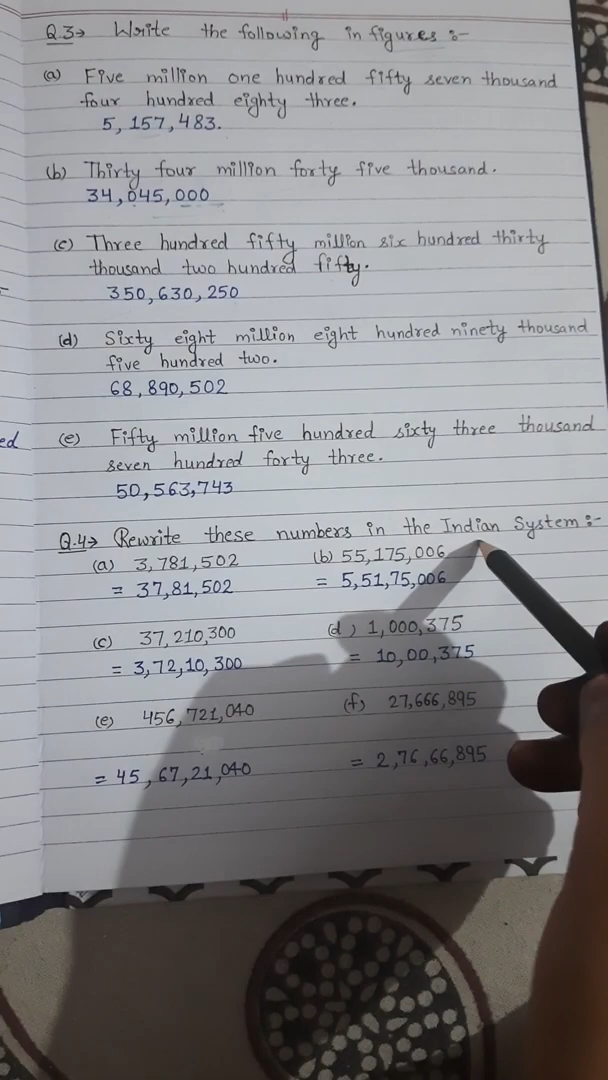 Q.3→ Write the following in figures :-
(a) Five million one hundred fifty seven thousand
four hundred eighty three.
5, 157, 483.
(b) Thirty four million forty five thousand.
34,045,000
(c) Three hundred fifty million six hundred thirty
thousand two hundred fifty.
350,630,250
(d) Sixty eight million eight hundred ninety thousand
five hundred two.
68,890,502
ed
(e) Fifty million five hundred sixty three thousand
seven hundred forty three.
50,563,743
Q.4→ Rewrite these numbers in the Indian System :-
(a) 3,781,502 (b) 55,175,006
= 37,81,502 = 5,51,75,006
(c) 37,210,300 (d) 1,000,375
= 3,72,10,300 = 10,00,375
(e) 456,721,040 (f) 27,666,895
= 45,67,21,040 = 2,76,66,895